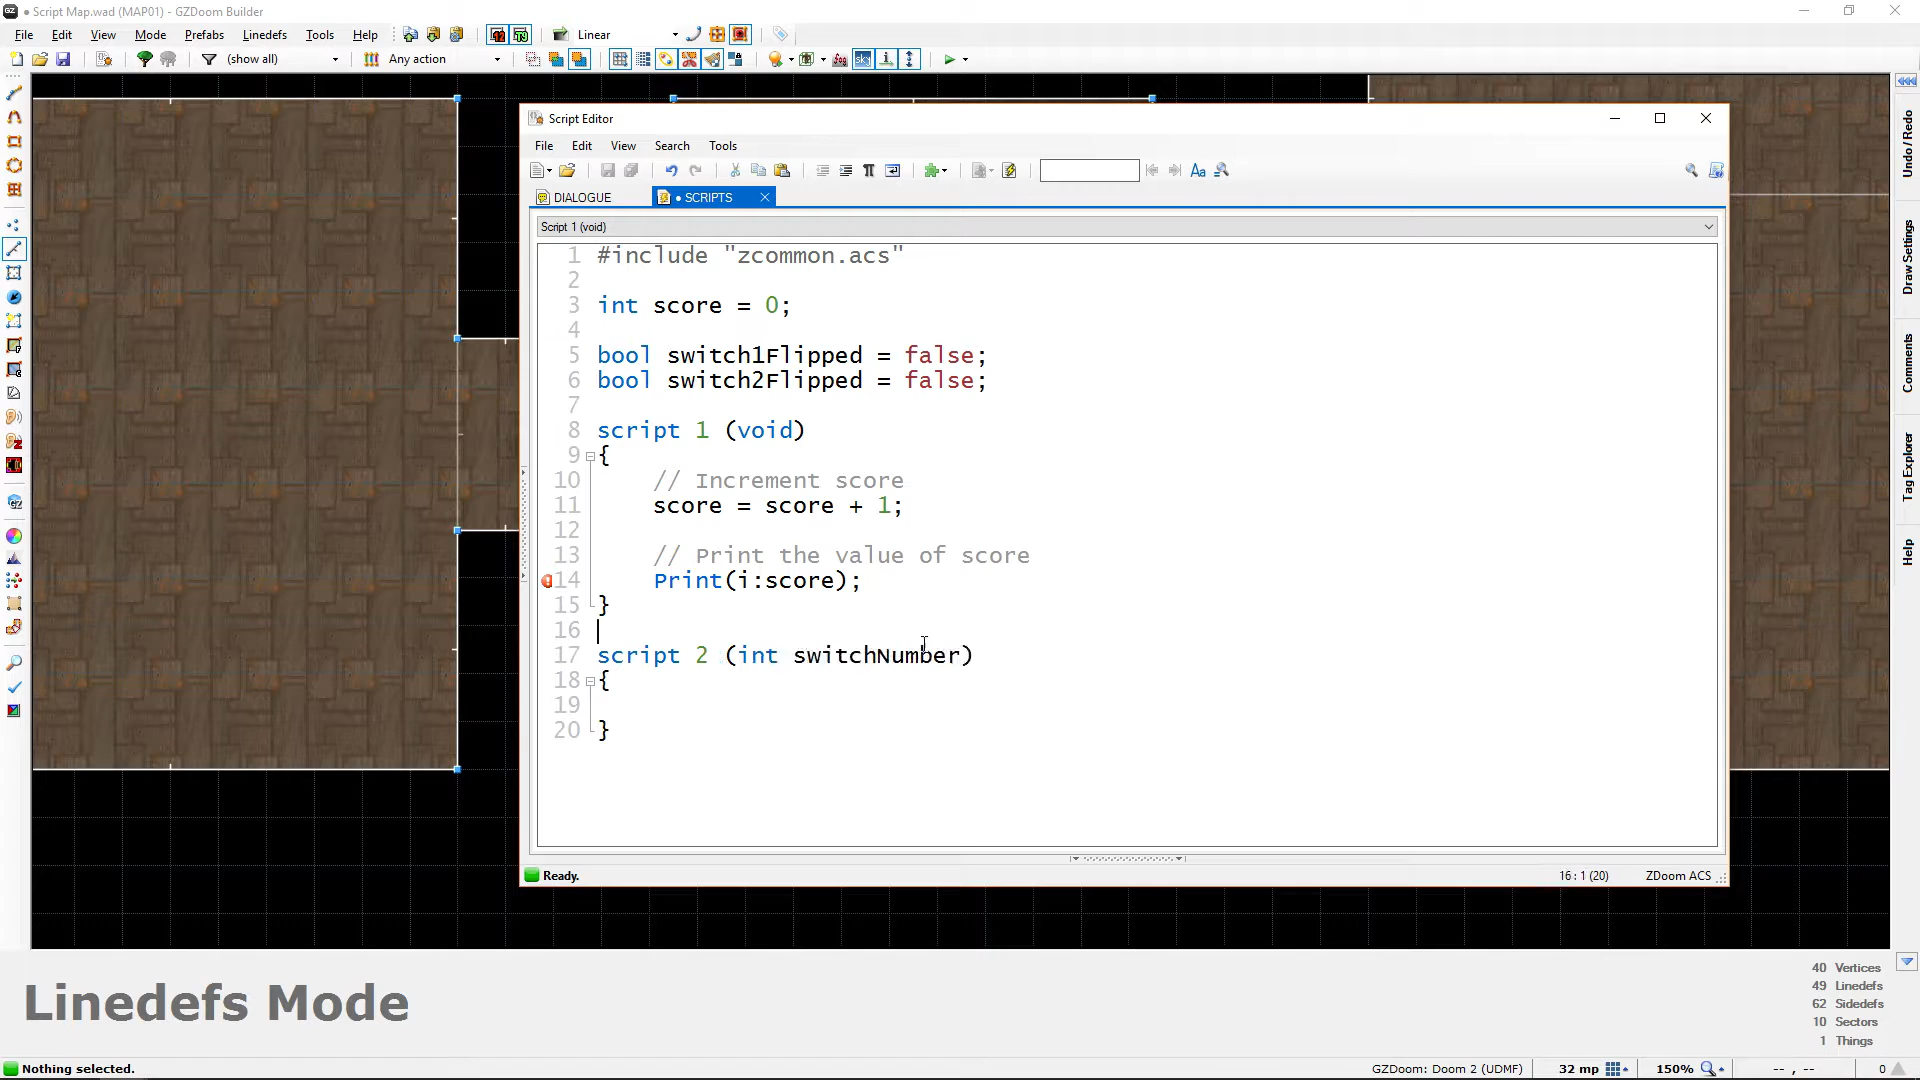 Script Map.wad (MAP01) - GZDoom Builder
File Edit View Mode Prefabs Linedefs Tools Help Linear
(show all) Any action
Script Editor
File Edit View Search Tools
DIALOGUE • SCRIPTS
Script 1 (void)
1 #include "zcommon.acs"
2
3 int score = 0;
4
5 bool switch1Flipped = false;
6 bool switch2Flipped = false;
7
8 script 1 (void)
9 {
10 // Increment score
11 score = score + 1;
12
13 // Print the value of score
14 Print(i:score);
15 }
16
17 script 2 (int switchNumber)
18 {
19
20 }
Ready. 16 : 1 (20) ZDoom ACS
Undo / Redo
Draw Settings
Comments
Tag Explorer
Help
Linedefs Mode
40 Vertices
49 Linedefs
62 Sidedefs
10 Sectors
1 Things
Nothing selected. GZDoom: Doom 2 (UDMF) 32 mp 150% -- , -- 0